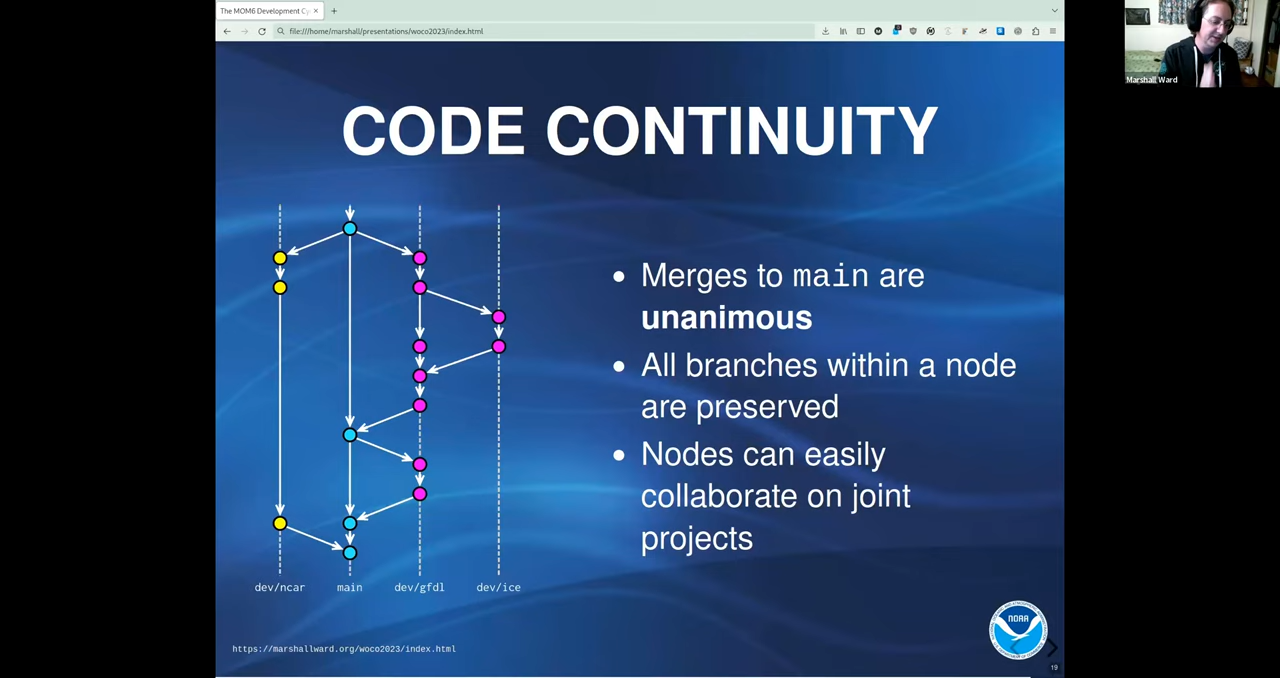 The MOM6 Development Cy
file:///home/marshall/presentations/woco2023/index.html
Marshall Ward
CODE CONTINUITY
Merges to main are
unanimous
All branches within a node
are preserved
Nodes can easily
collaborate on joint
projects
dev/ncar main dev/gfdl dev/ice
https://marshallward.org/woco2023/index.html
NOAA
19